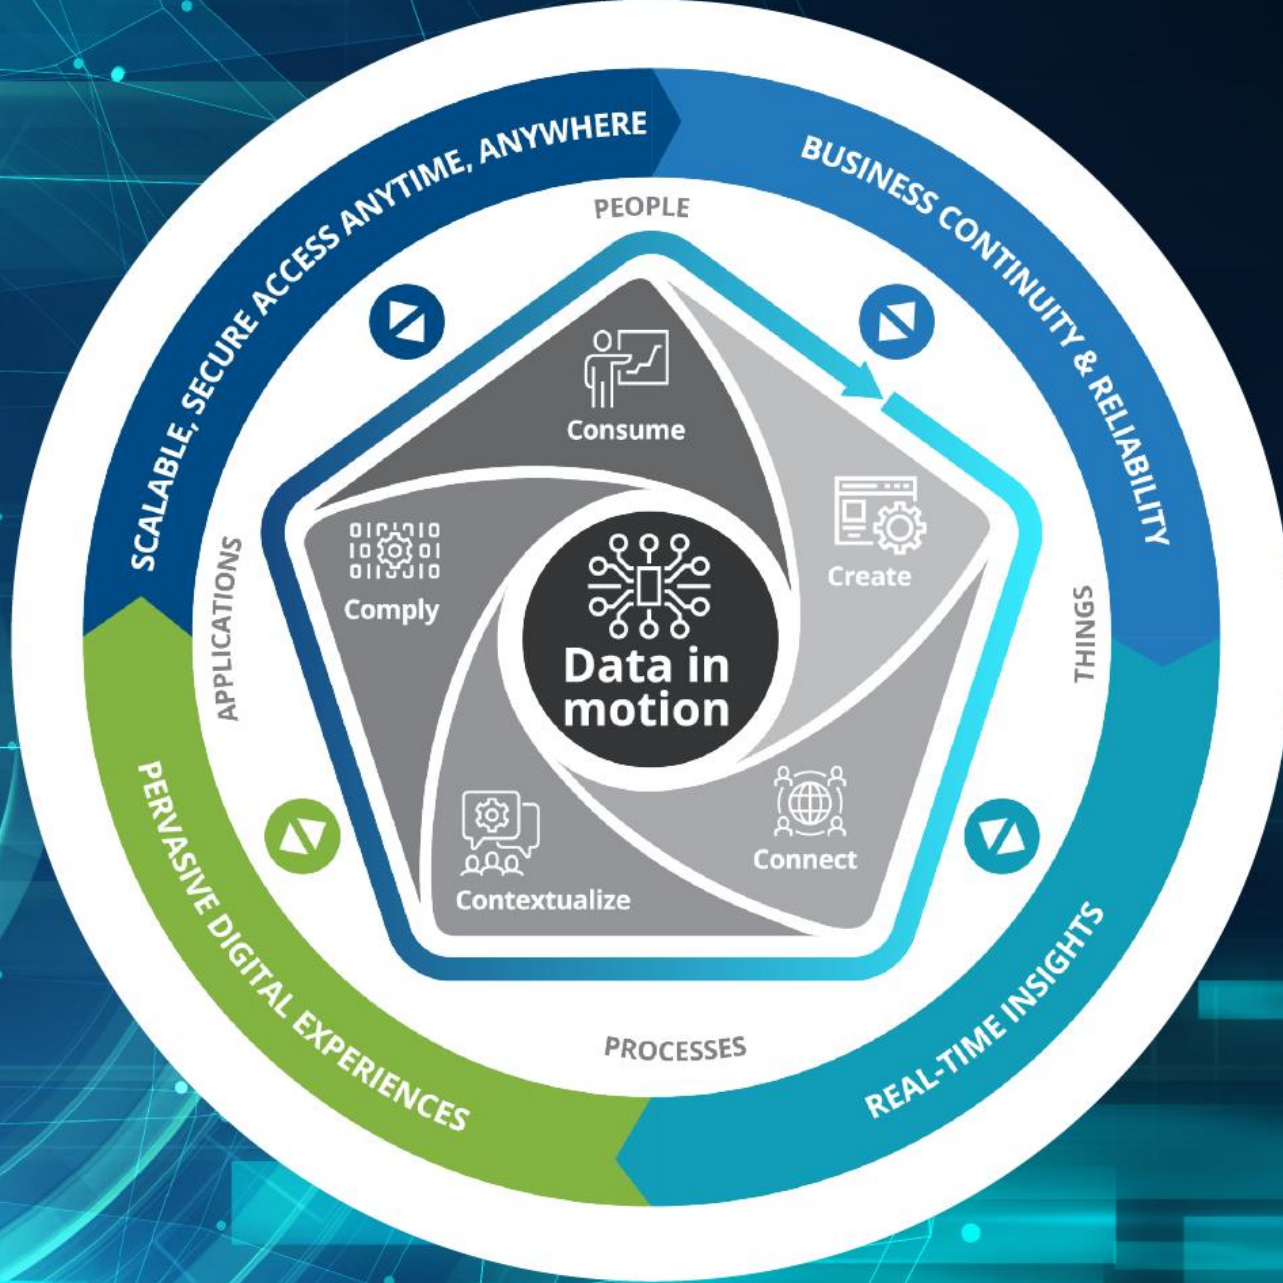 SCALABLE, SECURE ACCESS ANYTIME, ANYWHERE
BUSINESS CONTINUITY & RELIABILITY
REAL-TIME INSIGHTS
PERVASIVE DIGITAL EXPERIENCES
PEOPLE
THINGS
PROCESSES
APPLICATIONS
Consume
Create
Connect
Contextualize
Comply
Data in
motion